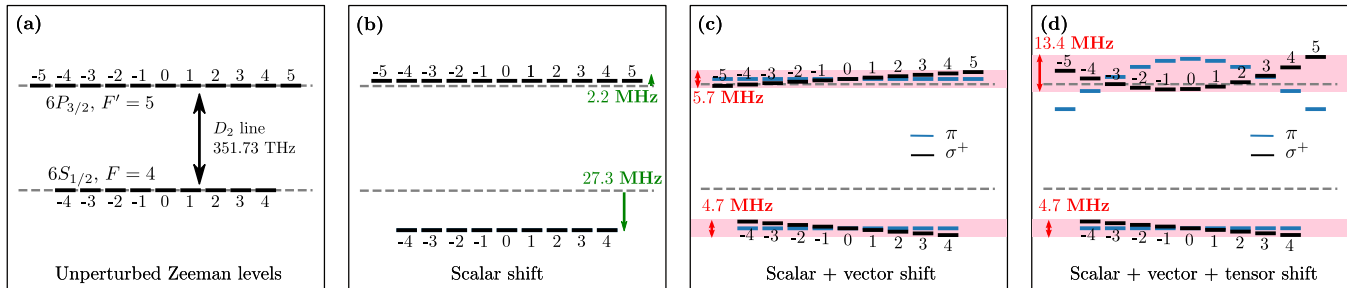 (a)
-5 -4 -3 -2 -1 0 1 2 3 4 5
6P3/2, F' = 5
D2 line
351.73 THz
6S1/2, F = 4
-4 -3 -2 -1 0 1 2 3 4
Unperturbed Zeeman levels
(b)
-5 -4 -3 -2 -1 0 1 2 3 4 5
2.2 MHz
27.3 MHz
-4 -3 -2 -1 0 1 2 3 4
Scalar shift
(c)
-5 -4 -3 -2 -1 0 1 2 3 4 5
5.7 MHz
π
σ+
4.7 MHz
-4 -3 -2 -1 0 1 2 3 4
Scalar + vector shift
(d)
13.4 MHz
-5 -4 -3 -2 -1 0 1 2 3 4 5
π
σ+
4.7 MHz
-4 -3 -2 -1 0 1 2 3 4
Scalar + vector + tensor shift